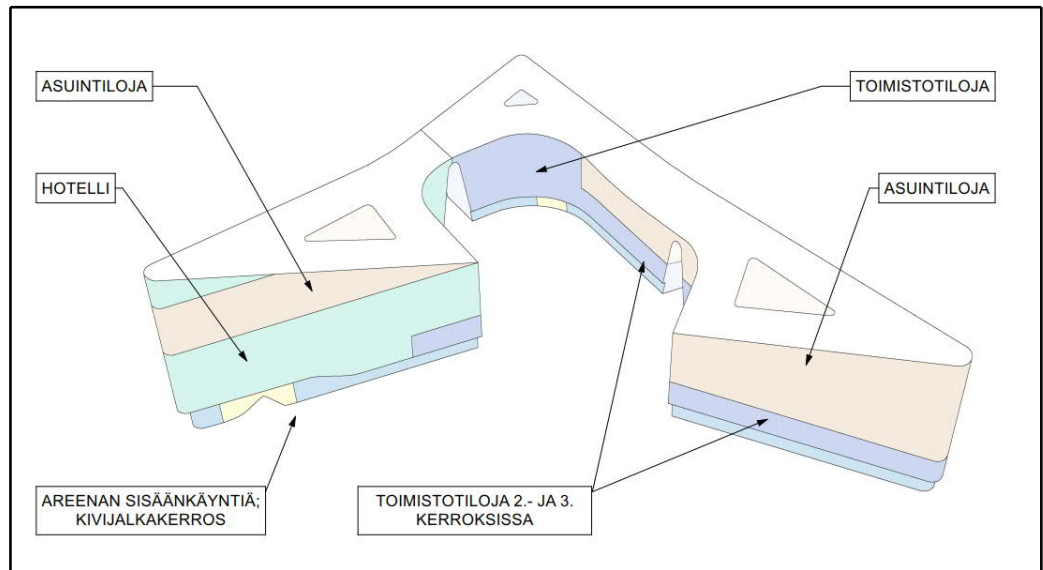 ASUINTILOJA
TOIMISTOTILOJA
HOTELLI
ASUINTILOJA
AREENAN SISÄÄNKÄYNTIÄ;
KIVIJALKAKERROS
TOIMISTOTILOJA 2.- JA 3.
KERROKSISSA